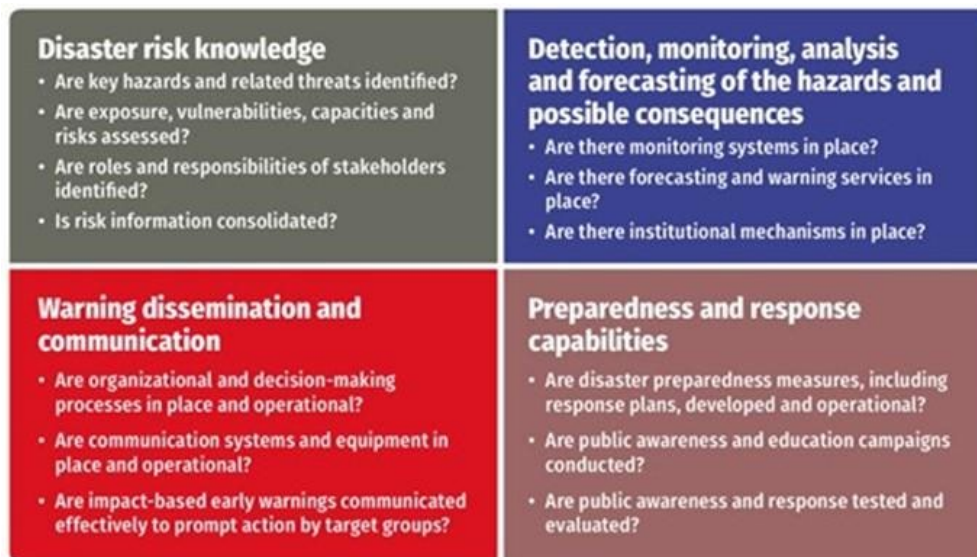 Disaster risk knowledge
• Are key hazards and related threats identified?
• Are exposure, vulnerabilities, capacities and
risks assessed?
• Are roles and responsibilities of stakeholders
identified?
• Is risk information consolidated?
Detection, monitoring, analysis
and forecasting of the hazards and
possible consequences
• Are there monitoring systems in place?
• Are there forecasting and warning services in
place?
• Are there institutional mechanisms in place?
Warning dissemination and
communication
• Are organizational and decision-making
processes in place and operational?
• Are communication systems and equipment in
place and operational?
• Are impact-based early warnings communicated
effectively to prompt action by target groups?
Preparedness and response
capabilities
• Are disaster preparedness measures, including
response plans, developed and operational?
• Are public awareness and education campaigns
conducted?
• Are public awareness and response tested and
evaluated?